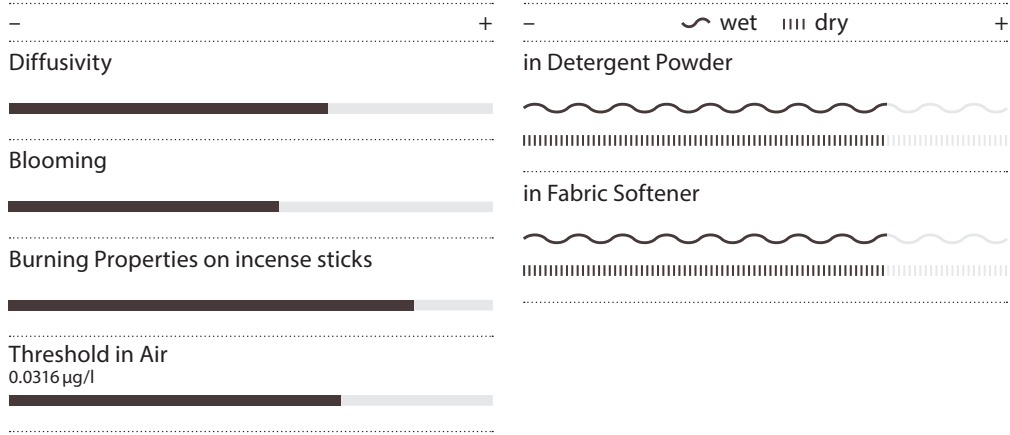 – +
Diffusivity
Blooming
Burning Properties on incense sticks
Threshold in Air
0.0316 µg/l
– wet dry +
in Detergent Powder
in Fabric Softener